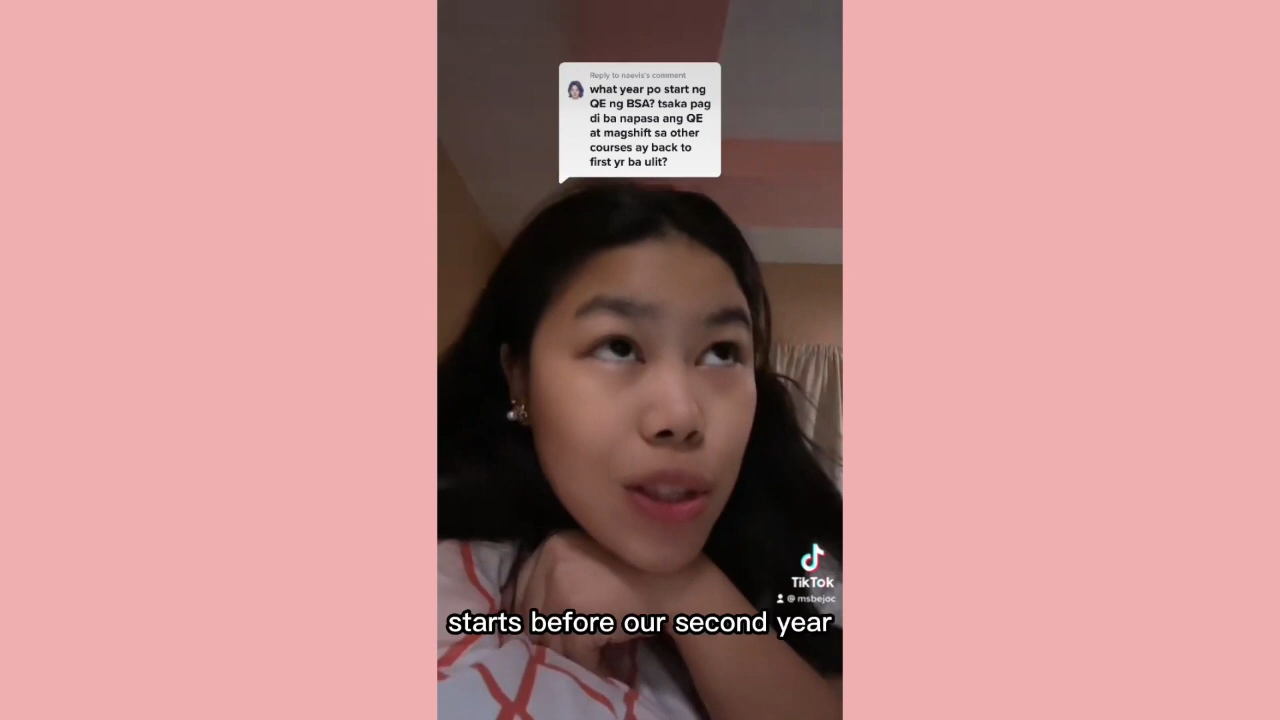 Reply to naevis's comment
what year po start ng
QE ng BSA? tsaka pag
di ba napasa ang QE
at magshift sa other
courses ay back to
first yr ba ulit?
TikTok
@ msbejoc
starts before our second year